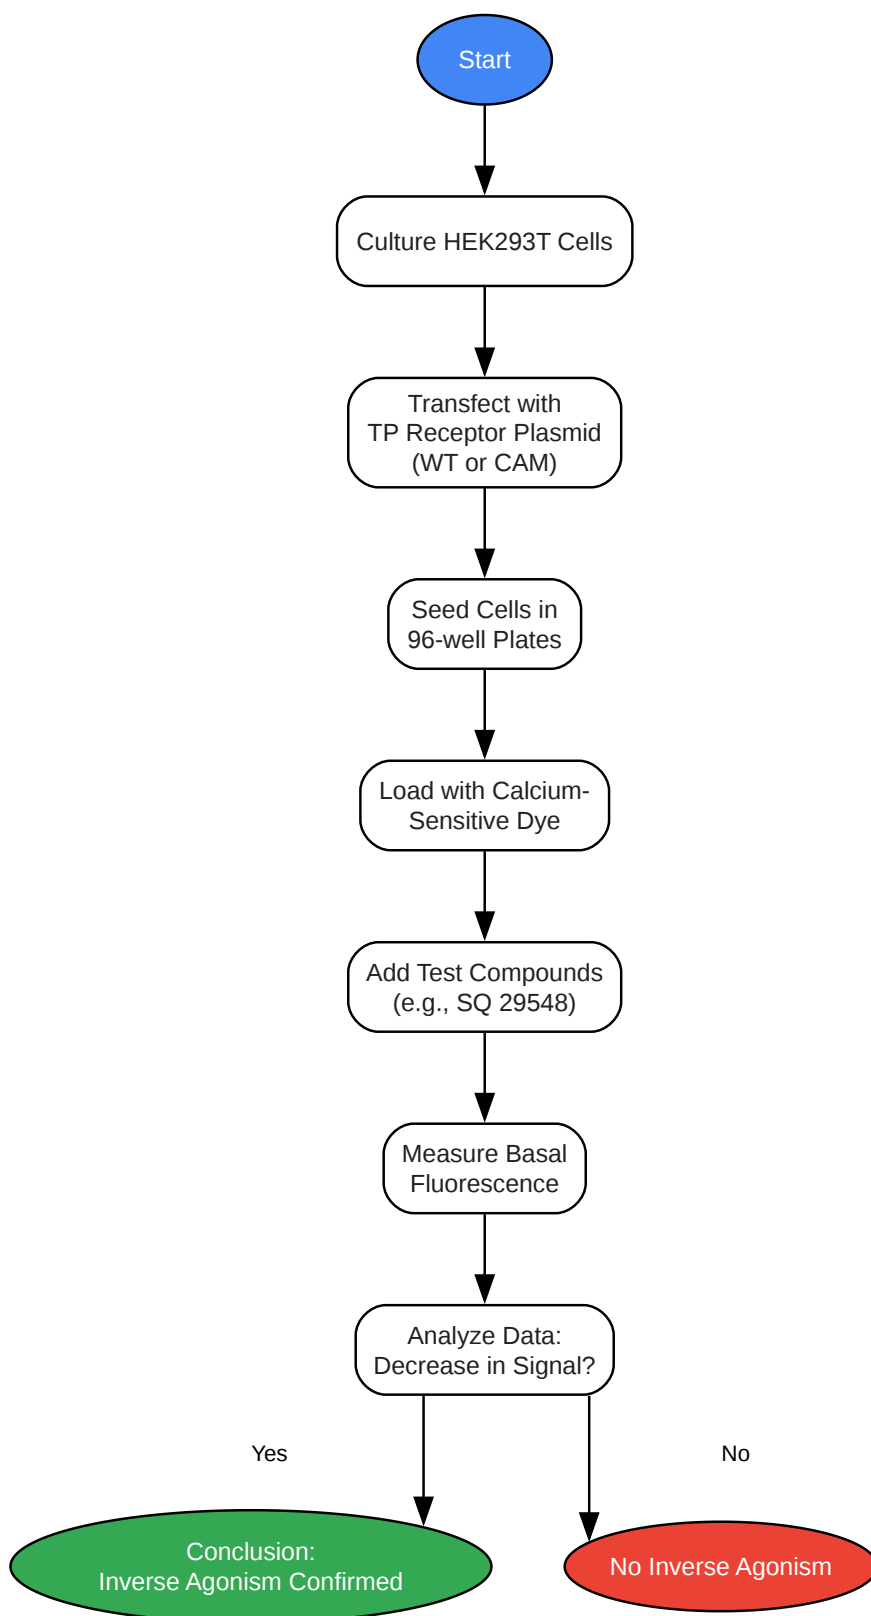 Start
Culture HEK293T Cells
Transfect with
TP Receptor Plasmid
(WT or CAM)
Seed Cells in
96-well Plates
Load with Calcium-
Sensitive Dye
Add Test Compounds
(e.g., SQ 29548)
Measure Basal
Fluorescence
Analyze Data:
Decrease in Signal?
Yes
No
Conclusion:
Inverse Agonism Confirmed
No Inverse Agonism